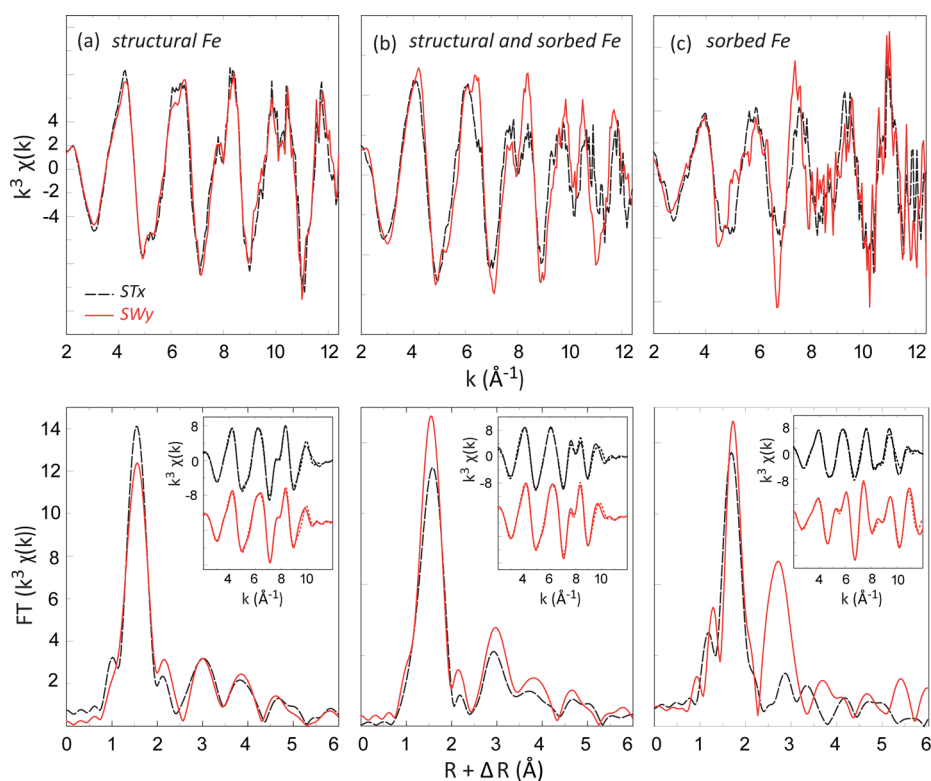 (a) structural Fe
(b) structural and sorbed Fe
(c) sorbed Fe
k³ χ(k)
4
2
0
-2
-4
STx
SWy
2 4 6 8 10 12
2 4 6 8 10 12
2 4 6 8 10 12
k (Å⁻¹)
FT (k³ χ(k))
14
12
10
8
6
4
2
k³ χ(k)
8
0
-8
4 6 8 10
k (Å⁻¹)
k³ χ(k)
8
0
-8
4 6 8 10
k (Å⁻¹)
k³ χ(k)
8
0
-8
4 6 8 10
k (Å⁻¹)
0 1 2 3 4 5 6
0 1 2 3 4 5 6
0 1 2 3 4 5 6
R + Δ R (Å)